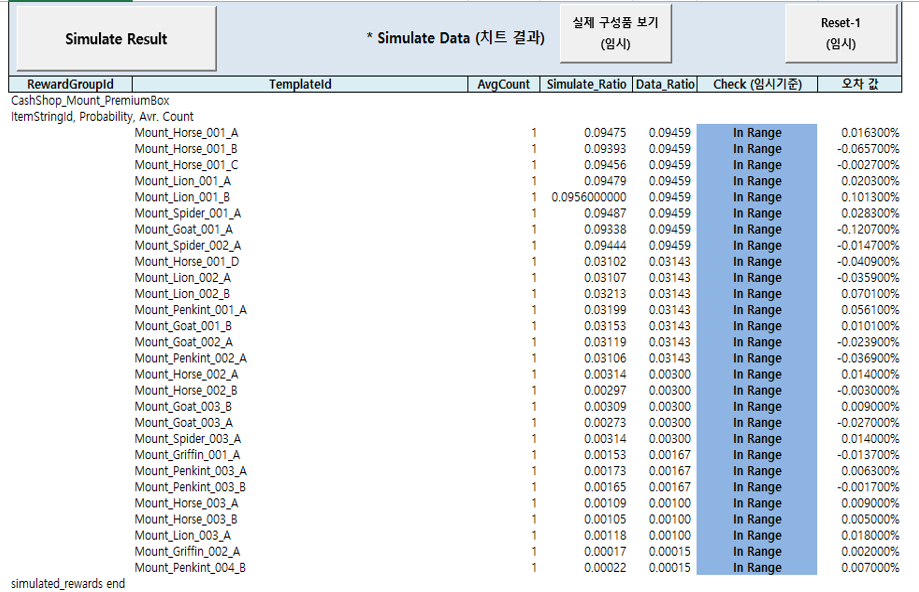 Simulate Result
* Simulate Data (치트 결과)
실제 구성품 보기
(임시)
Reset-1
(임시)
RewardGroupId TemplateId AvgCount Simulate_Ratio Data_Ratio Check (임시기준) 오차 값
CashShop_Mount_PremiumBox
ItemStringId, Probability, Avr. Count
Mount_Horse_001_A 1 0.09475 0.09459 In Range 0.016300%
Mount_Horse_001_B 1 0.09393 0.09459 In Range -0.065700%
Mount_Horse_001_C 1 0.09456 0.09459 In Range -0.002700%
Mount_Lion_001_A 1 0.09479 0.09459 In Range 0.020300%
Mount_Lion_001_B 1 0.0956000000 0.09459 In Range 0.101300%
Mount_Spider_001_A 1 0.09487 0.09459 In Range 0.028300%
Mount_Goat_001_A 1 0.09338 0.09459 In Range -0.120700%
Mount_Spider_002_A 1 0.09444 0.09459 In Range -0.014700%
Mount_Horse_001_D 1 0.03102 0.03143 In Range -0.040900%
Mount_Lion_002_A 1 0.03107 0.03143 In Range -0.035900%
Mount_Lion_002_B 1 0.03213 0.03143 In Range 0.070100%
Mount_Penkint_001_A 1 0.03199 0.03143 In Range 0.056100%
Mount_Goat_001_B 1 0.03153 0.03143 In Range 0.010100%
Mount_Goat_002_A 1 0.03119 0.03143 In Range -0.023900%
Mount_Penkint_002_A 1 0.03106 0.03143 In Range -0.036900%
Mount_Horse_002_A 1 0.00314 0.00300 In Range 0.014000%
Mount_Horse_002_B 1 0.00297 0.00300 In Range -0.003000%
Mount_Goat_003_B 1 0.00309 0.00300 In Range 0.009000%
Mount_Goat_003_A 1 0.00273 0.00300 In Range -0.027000%
Mount_Spider_003_A 1 0.00314 0.00300 In Range 0.014000%
Mount_Griffin_001_A 1 0.00153 0.00167 In Range -0.013700%
Mount_Penkint_003_A 1 0.00173 0.00167 In Range 0.006300%
Mount_Penkint_003_B 1 0.00165 0.00167 In Range -0.001700%
Mount_Horse_003_A 1 0.00109 0.00100 In Range 0.009000%
Mount_Horse_003_B 1 0.00105 0.00100 In Range 0.005000%
Mount_Lion_003_A 1 0.00118 0.00100 In Range 0.018000%
Mount_Griffin_002_A 1 0.00017 0.00015 In Range 0.002000%
Mount_Penkint_004_B 1 0.00022 0.00015 In Range 0.007000%
simulated_rewards end